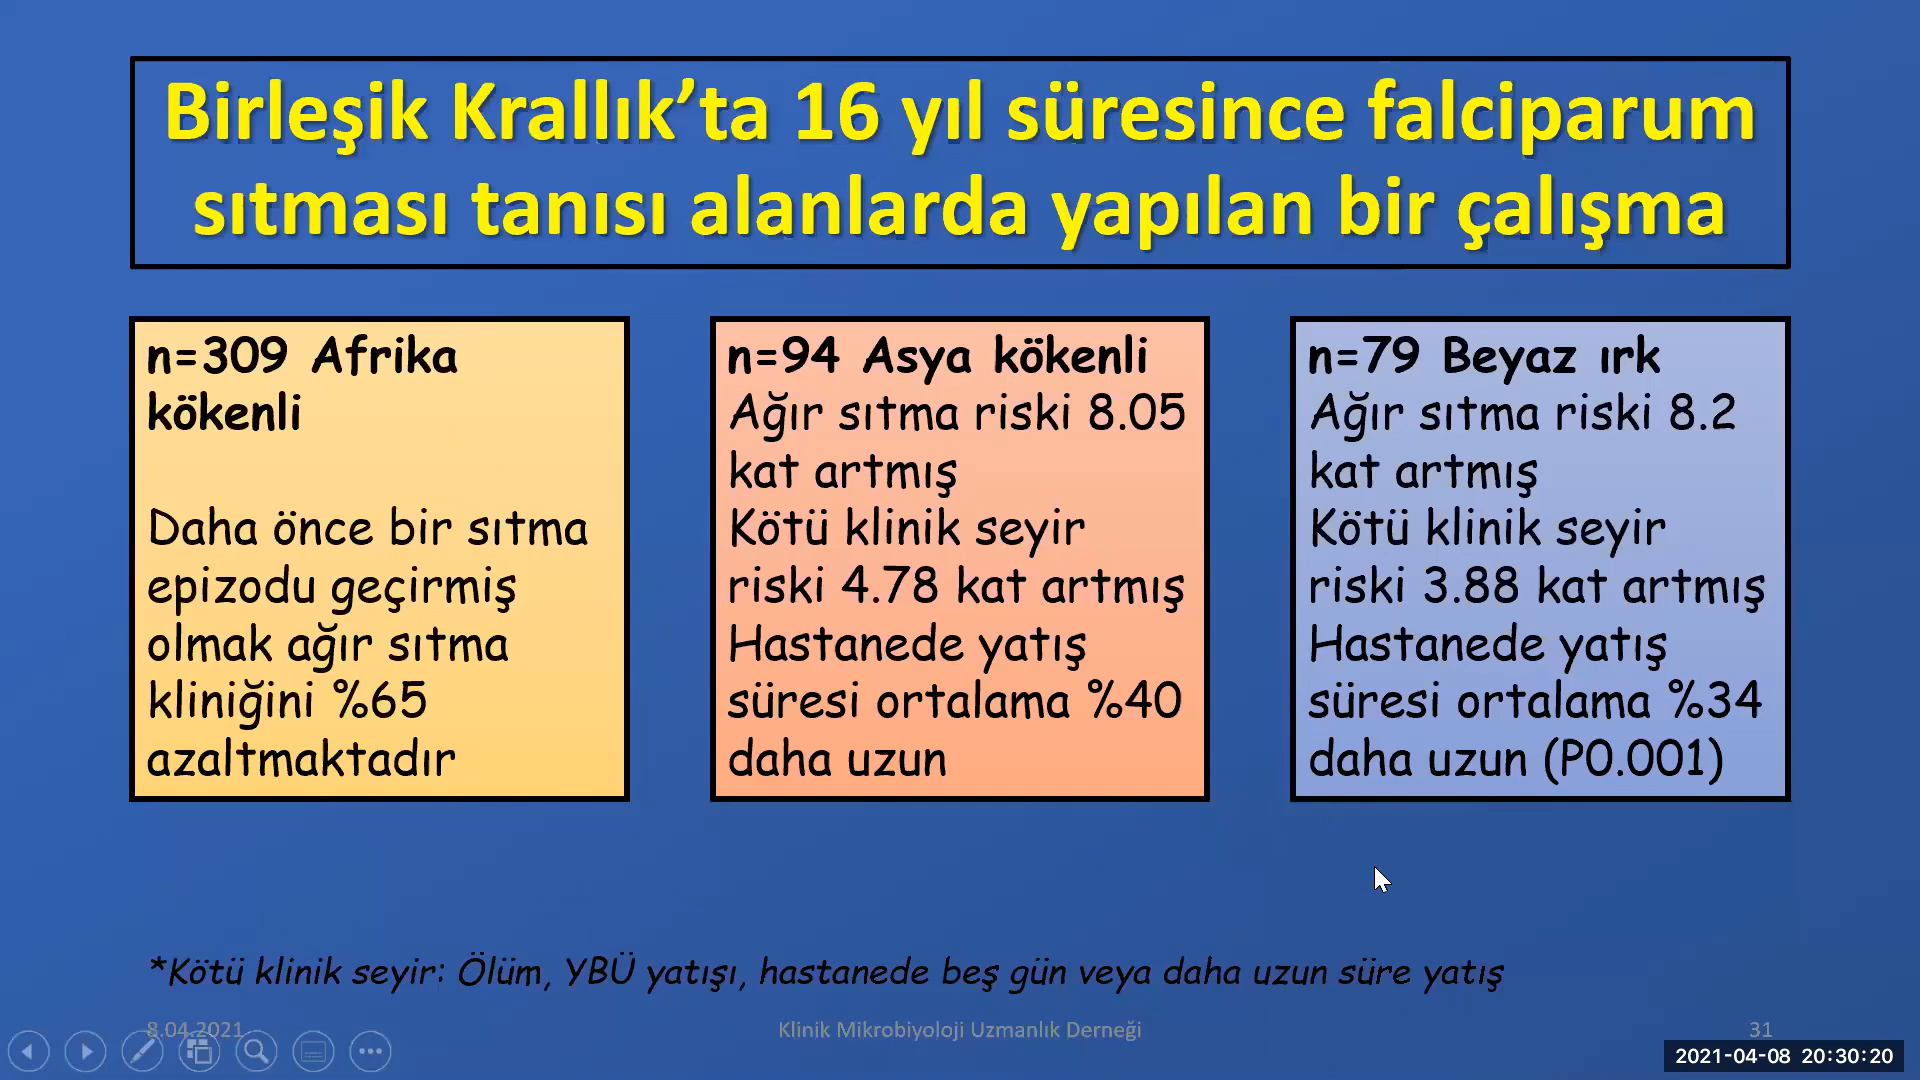 Birleşik Krallık’ta 16 yıl süresince falciparum
sıtması tanısı alanlarda yapılan bir çalışma
n=309 Afrika
kökenli
Daha önce bir sıtma
epizodu geçirmiş
olmak ağır sıtma
kliniğini %65
azaltmaktadır
n=94 Asya kökenli
Ağır sıtma riski 8.05
kat artmış
Kötü klinik seyir
riski 4.78 kat artmış
Hastanede yatış
süresi ortalama %40
daha uzun
n=79 Beyaz ırk
Ağır sıtma riski 8.2
kat artmış
Kötü klinik seyir
riski 3.88 kat artmış
Hastanede yatış
süresi ortalama %34
daha uzun (P0.001)
*Kötü klinik seyir: Ölüm, YBÜ yatışı, hastanede beş gün veya daha uzun süre yatış
8.04.2021
Klinik Mikrobiyoloji Uzmanlık Derneği
31
2021-04-08 20:30:20